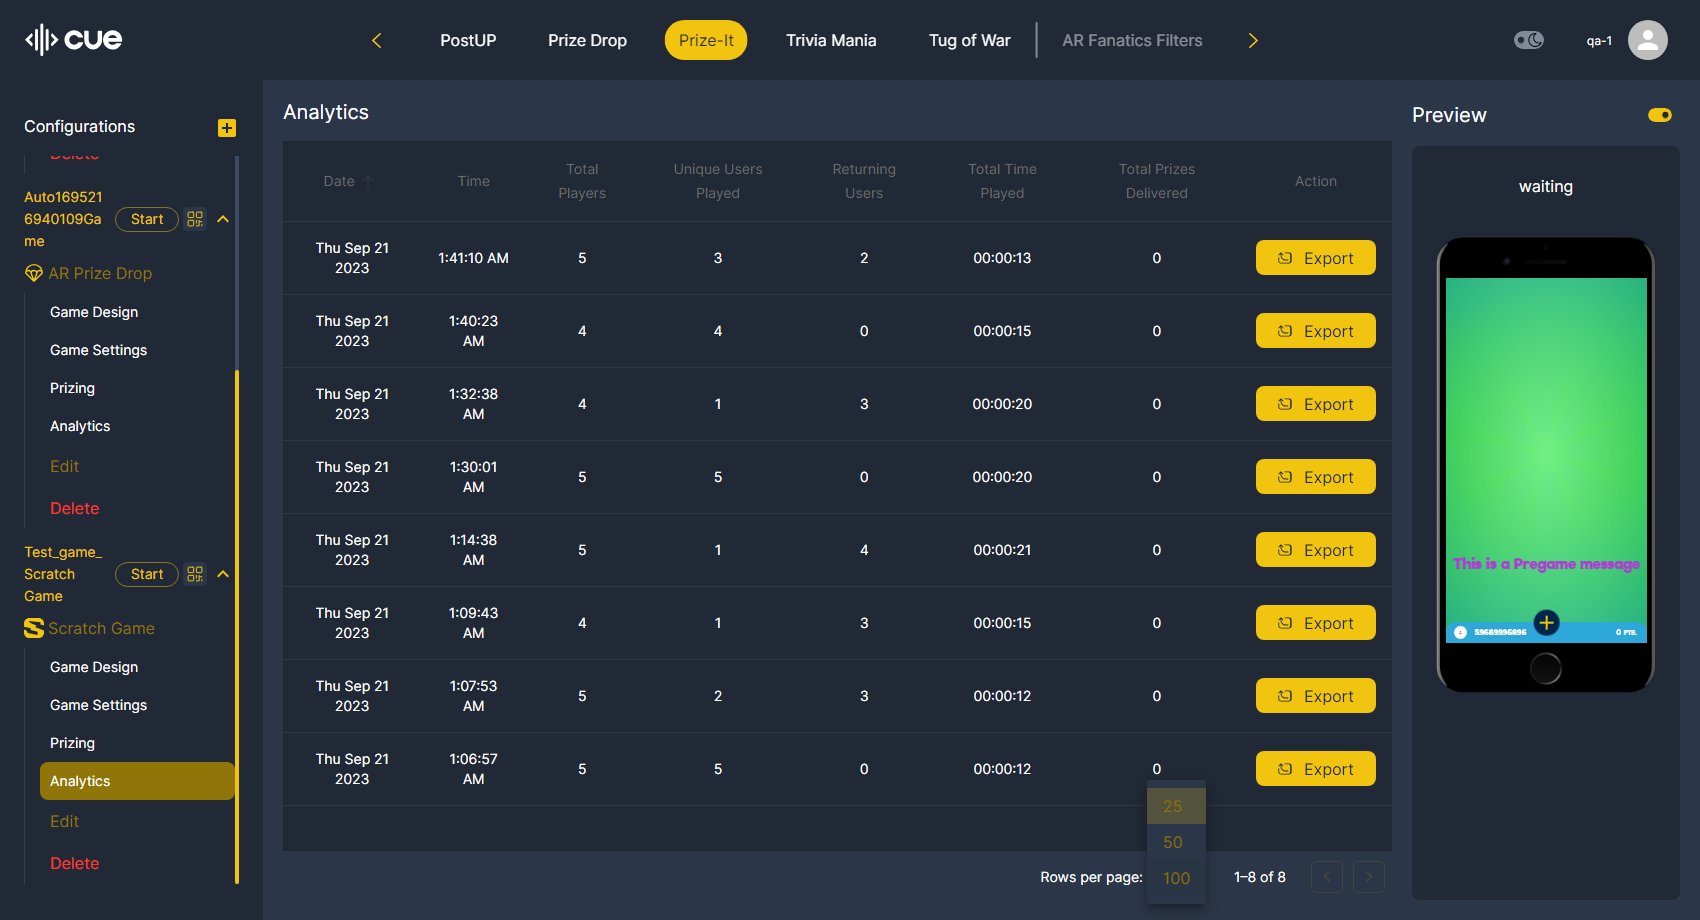 cue
PostUP
Prize Drop
Prize-It
Trivia Mania
Tug of War
AR Fanatics Filters
qa-1
Configurations
Delete
Auto169521
6940109Ga
me
Start
AR Prize Drop
Game Design
Game Settings
Prizing
Analytics
Edit
Delete
Test_game_
Scratch
Game
Start
Scratch Game
Game Design
Game Settings
Prizing
Analytics
Edit
Delete
Analytics
Date
Time
Total
Players
Unique Users
Played
Returning
Users
Total Time
Played
Total Prizes
Delivered
Action
Thu Sep 21
2023
1:41:10 AM
5
3
2
00:00:13
0
Export
Thu Sep 21
2023
1:40:23
AM
4
4
0
00:00:15
0
Export
Thu Sep 21
2023
1:32:38
AM
4
1
3
00:00:20
0
Export
Thu Sep 21
2023
1:30:01
AM
5
5
0
00:00:20
0
Export
Thu Sep 21
2023
1:14:38
AM
5
1
4
00:00:21
0
Export
Thu Sep 21
2023
1:09:43
AM
4
1
3
00:00:15
0
Export
Thu Sep 21
2023
1:07:53
AM
5
2
3
00:00:12
0
Export
Thu Sep 21
2023
1:06:57
AM
5
5
0
00:00:12
0
Export
25
50
100
Rows per page:
1–8 of 8
Preview
waiting
This is a Pregame message
59689996896
0 PTS.